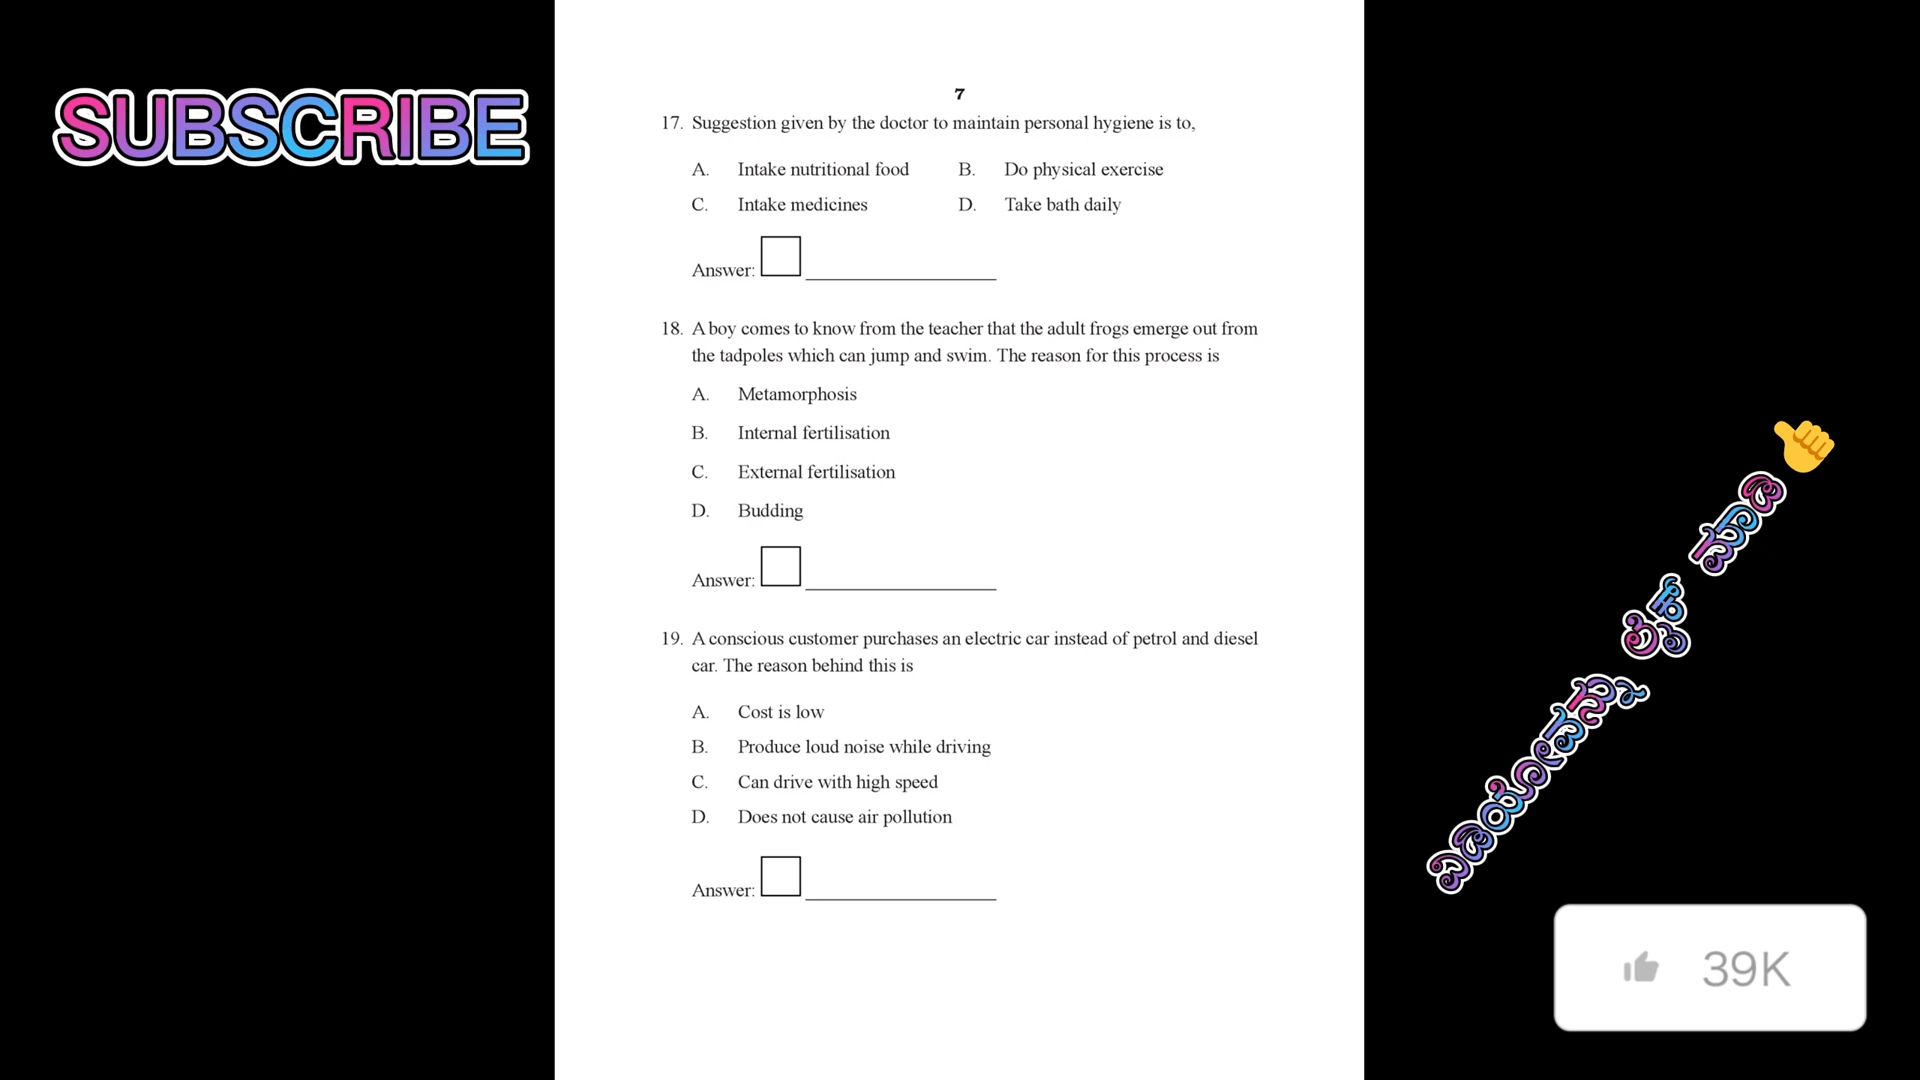 SUBSCRIBE
7
17. Suggestion given by the doctor to maintain personal hygiene is to,
A. Intake nutritional food B. Do physical exercise
C. Intake medicines D. Take bath daily
Answer:
18. A boy comes to know from the teacher that the adult frogs emerge out from
the tadpoles which can jump and swim. The reason for this process is
A. Metamorphosis
B. Internal fertilisation
C. External fertilisation
D. Budding
Answer:
19. A conscious customer purchases an electric car instead of petrol and diesel
car. The reason behind this is
A. Cost is low
B. Produce loud noise while driving
C. Can drive with high speed
D. Does not cause air pollution
Answer:
39K